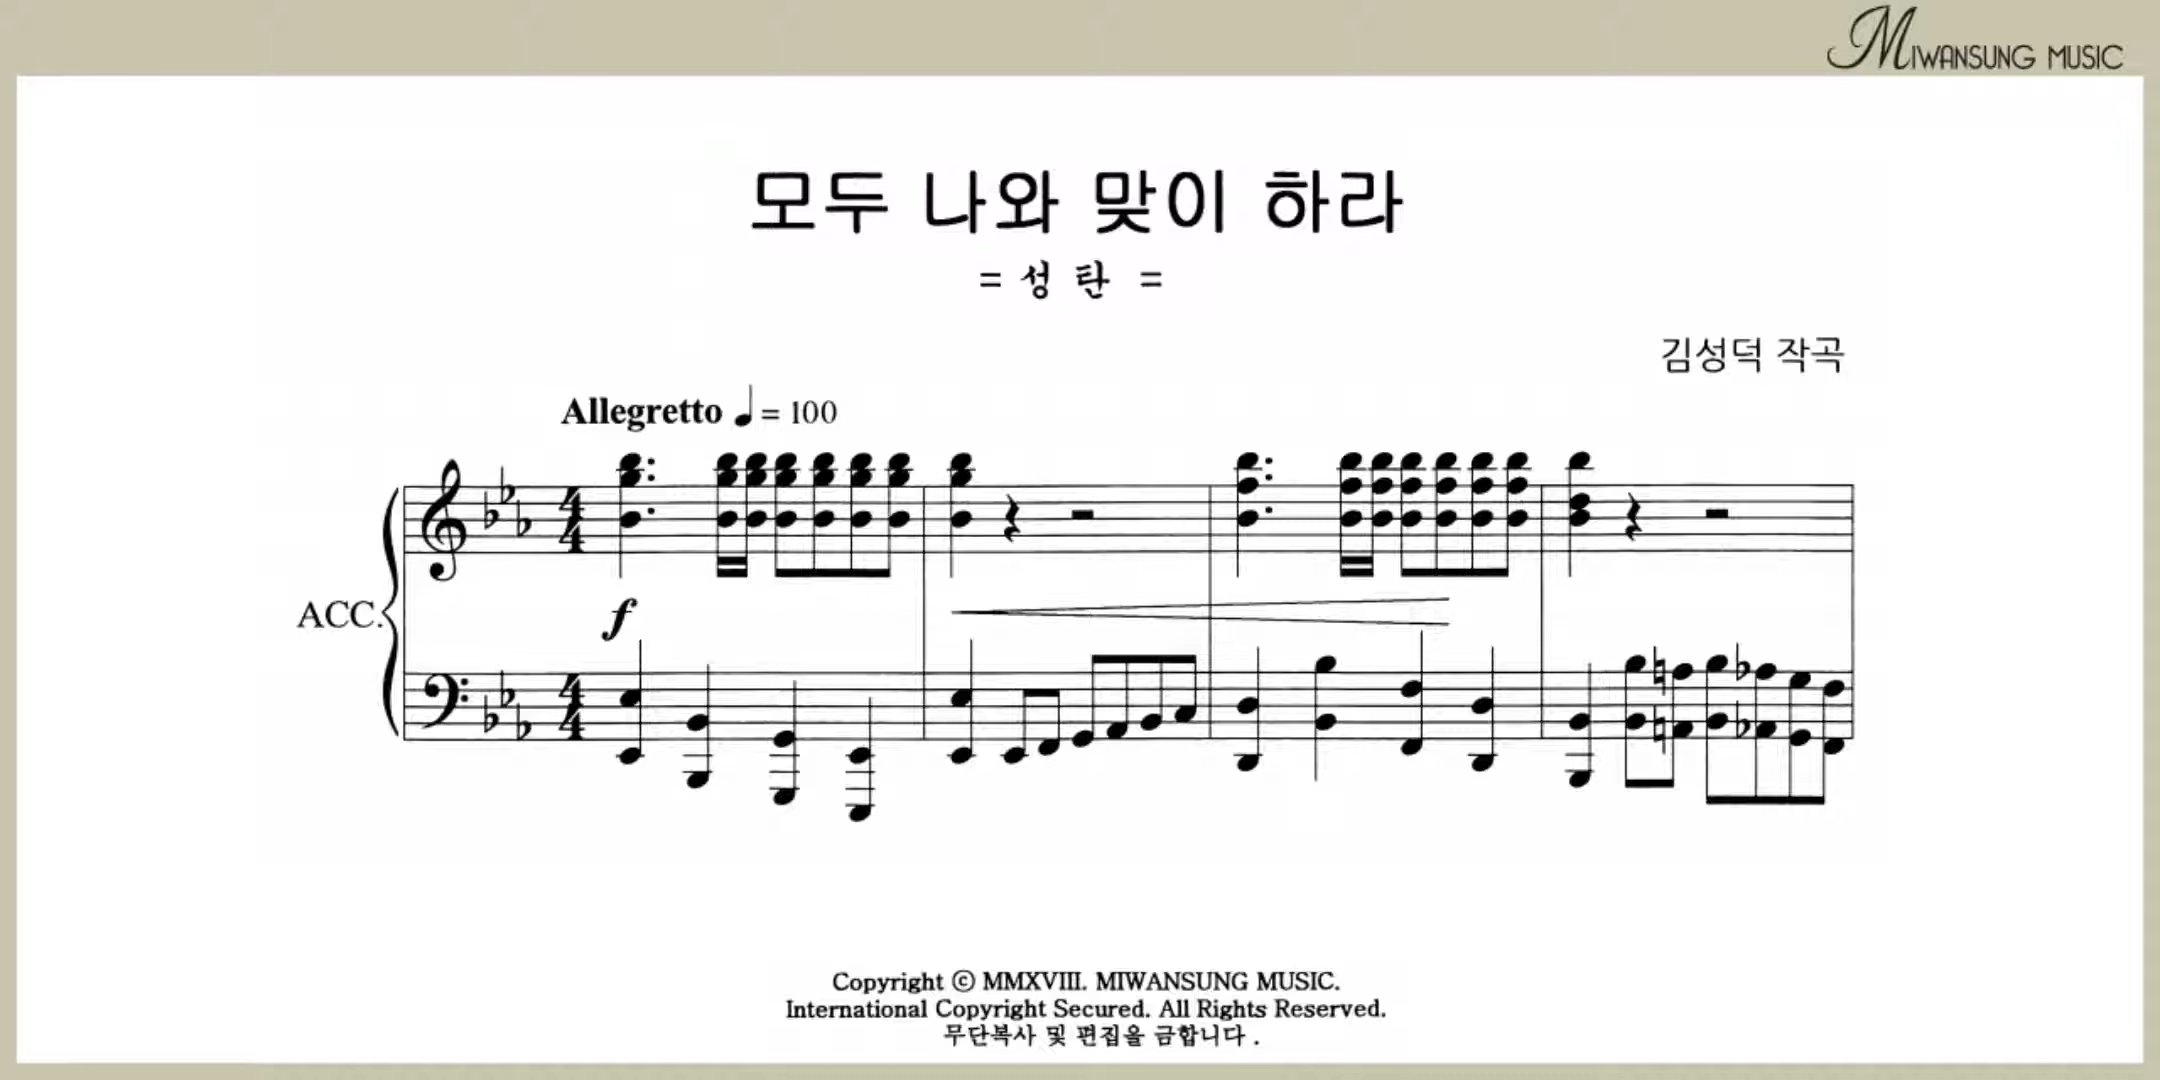 MIWANSUNG MUSIC
모두 나와 맞이 하라
= 성 탄 =
김성덕 작곡
Allegretto ♩= 100
ACC.
f
Copyright ⓒ MMXVIII. MIWANSUNG MUSIC.
International Copyright Secured. All Rights Reserved.
무단복사 및 편집을 금합니다 .